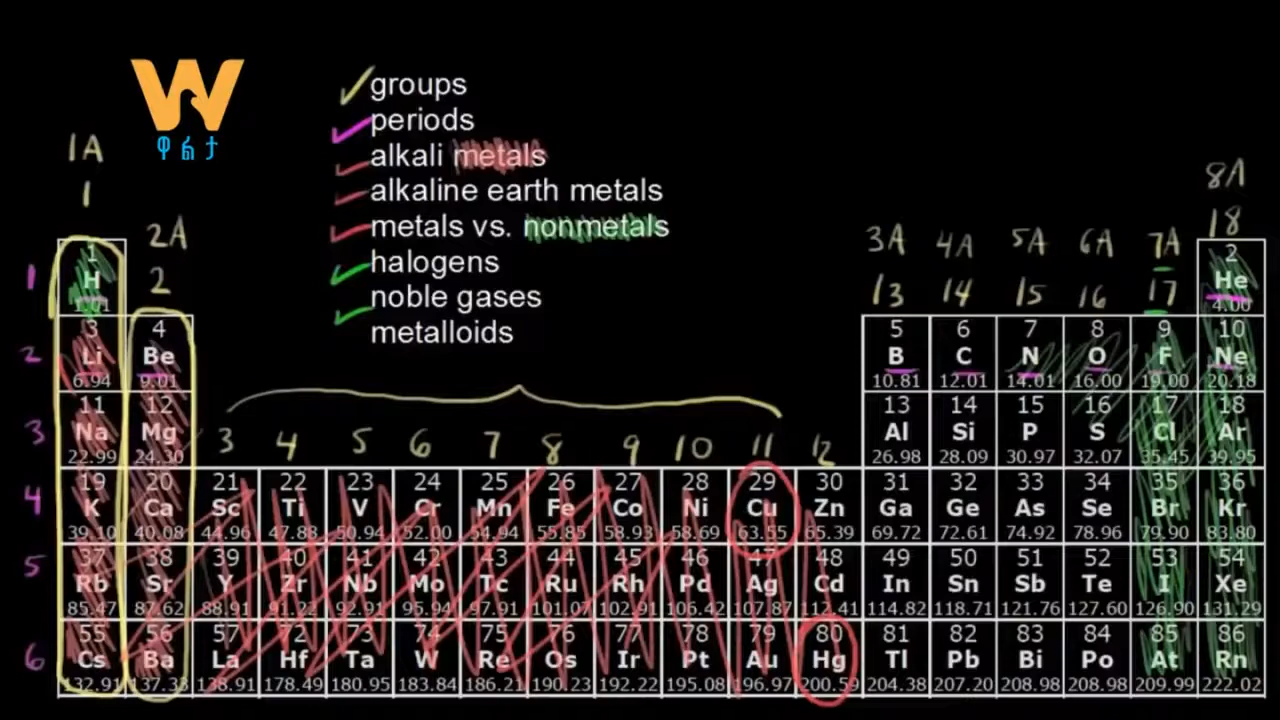 W
ዋልታ
groups
periods
alkali metals
alkaline earth metals
metals vs. nonmetals
halogens
noble gases
metalloids
1A 8A
1 18
2A 3A 4A 5A 6A 7A
2 13 14 15 16 17
1 2
1 H He
1.01 4.00
3 4 5 6 7 8 9 10
2 Li Be B C N O F Ne
6.94 9.01 10.81 12.01 14.01 16.00 19.00 20.18
11 12 13 14 15 16 17 18
3 Na Mg 3 4 5 6 7 8 9 10 11 12 Al Si P S Cl Ar
22.99 24.30 26.98 28.09 30.97 32.07 35.45 39.95
19 20 21 22 23 24 25 26 27 28 29 30 31 32 33 34 35 36
4 K Ca Sc Ti V Cr Mn Fe Co Ni Cu Zn Ga Ge As Se Br Kr
39.10 40.08 44.96 47.88 50.94 52.00 54.94 55.85 58.93 58.69 63.55 65.39 69.72 72.61 74.92 78.96 79.90 83.80
37 38 39 40 41 42 43 44 45 46 47 48 49 50 51 52 53 54
5 Rb Sr Y Zr Nb Mo Tc Ru Rh Pd Ag Cd In Sn Sb Te I Xe
85.47 87.62 88.91 91.22 92.91 95.94 97.91 101.07 102.91 106.42 107.87 112.41 114.82 118.71 121.76 127.60 126.90 131.29
55 56 57 72 73 74 75 76 77 78 79 80 81 82 83 84 85 86
6 Cs Ba La Hf Ta W Re Os Ir Pt Au Hg Tl Pb Bi Po At Rn
132.91 137.33 138.91 178.49 180.95 183.84 186.21 190.23 192.22 195.08 196.97 200.59 204.38 207.20 208.98 208.98 209.99 222.02